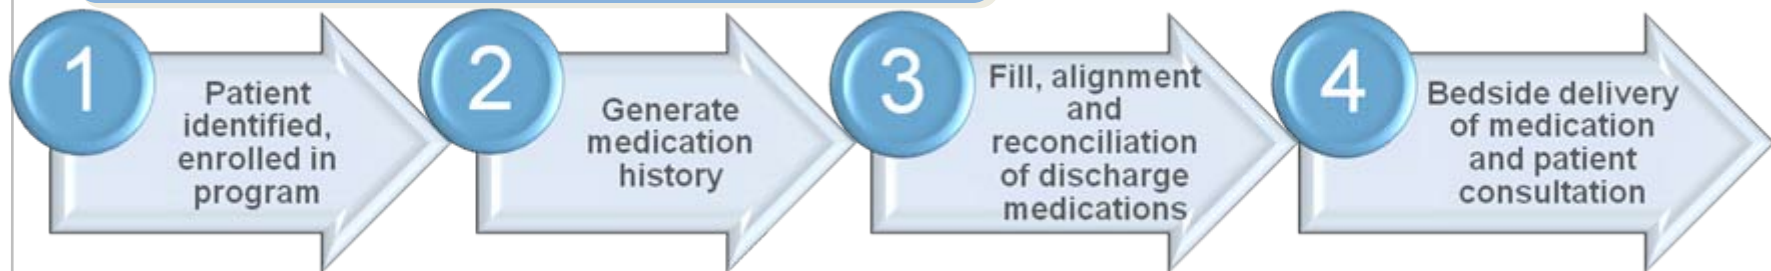 1
Patient
identified,
enrolled in
program
2
Generate
medication
history
3
Fill, alignment
and
reconciliation
of discharge
medications
4
Bedside delivery
of medication
and patient
consultation